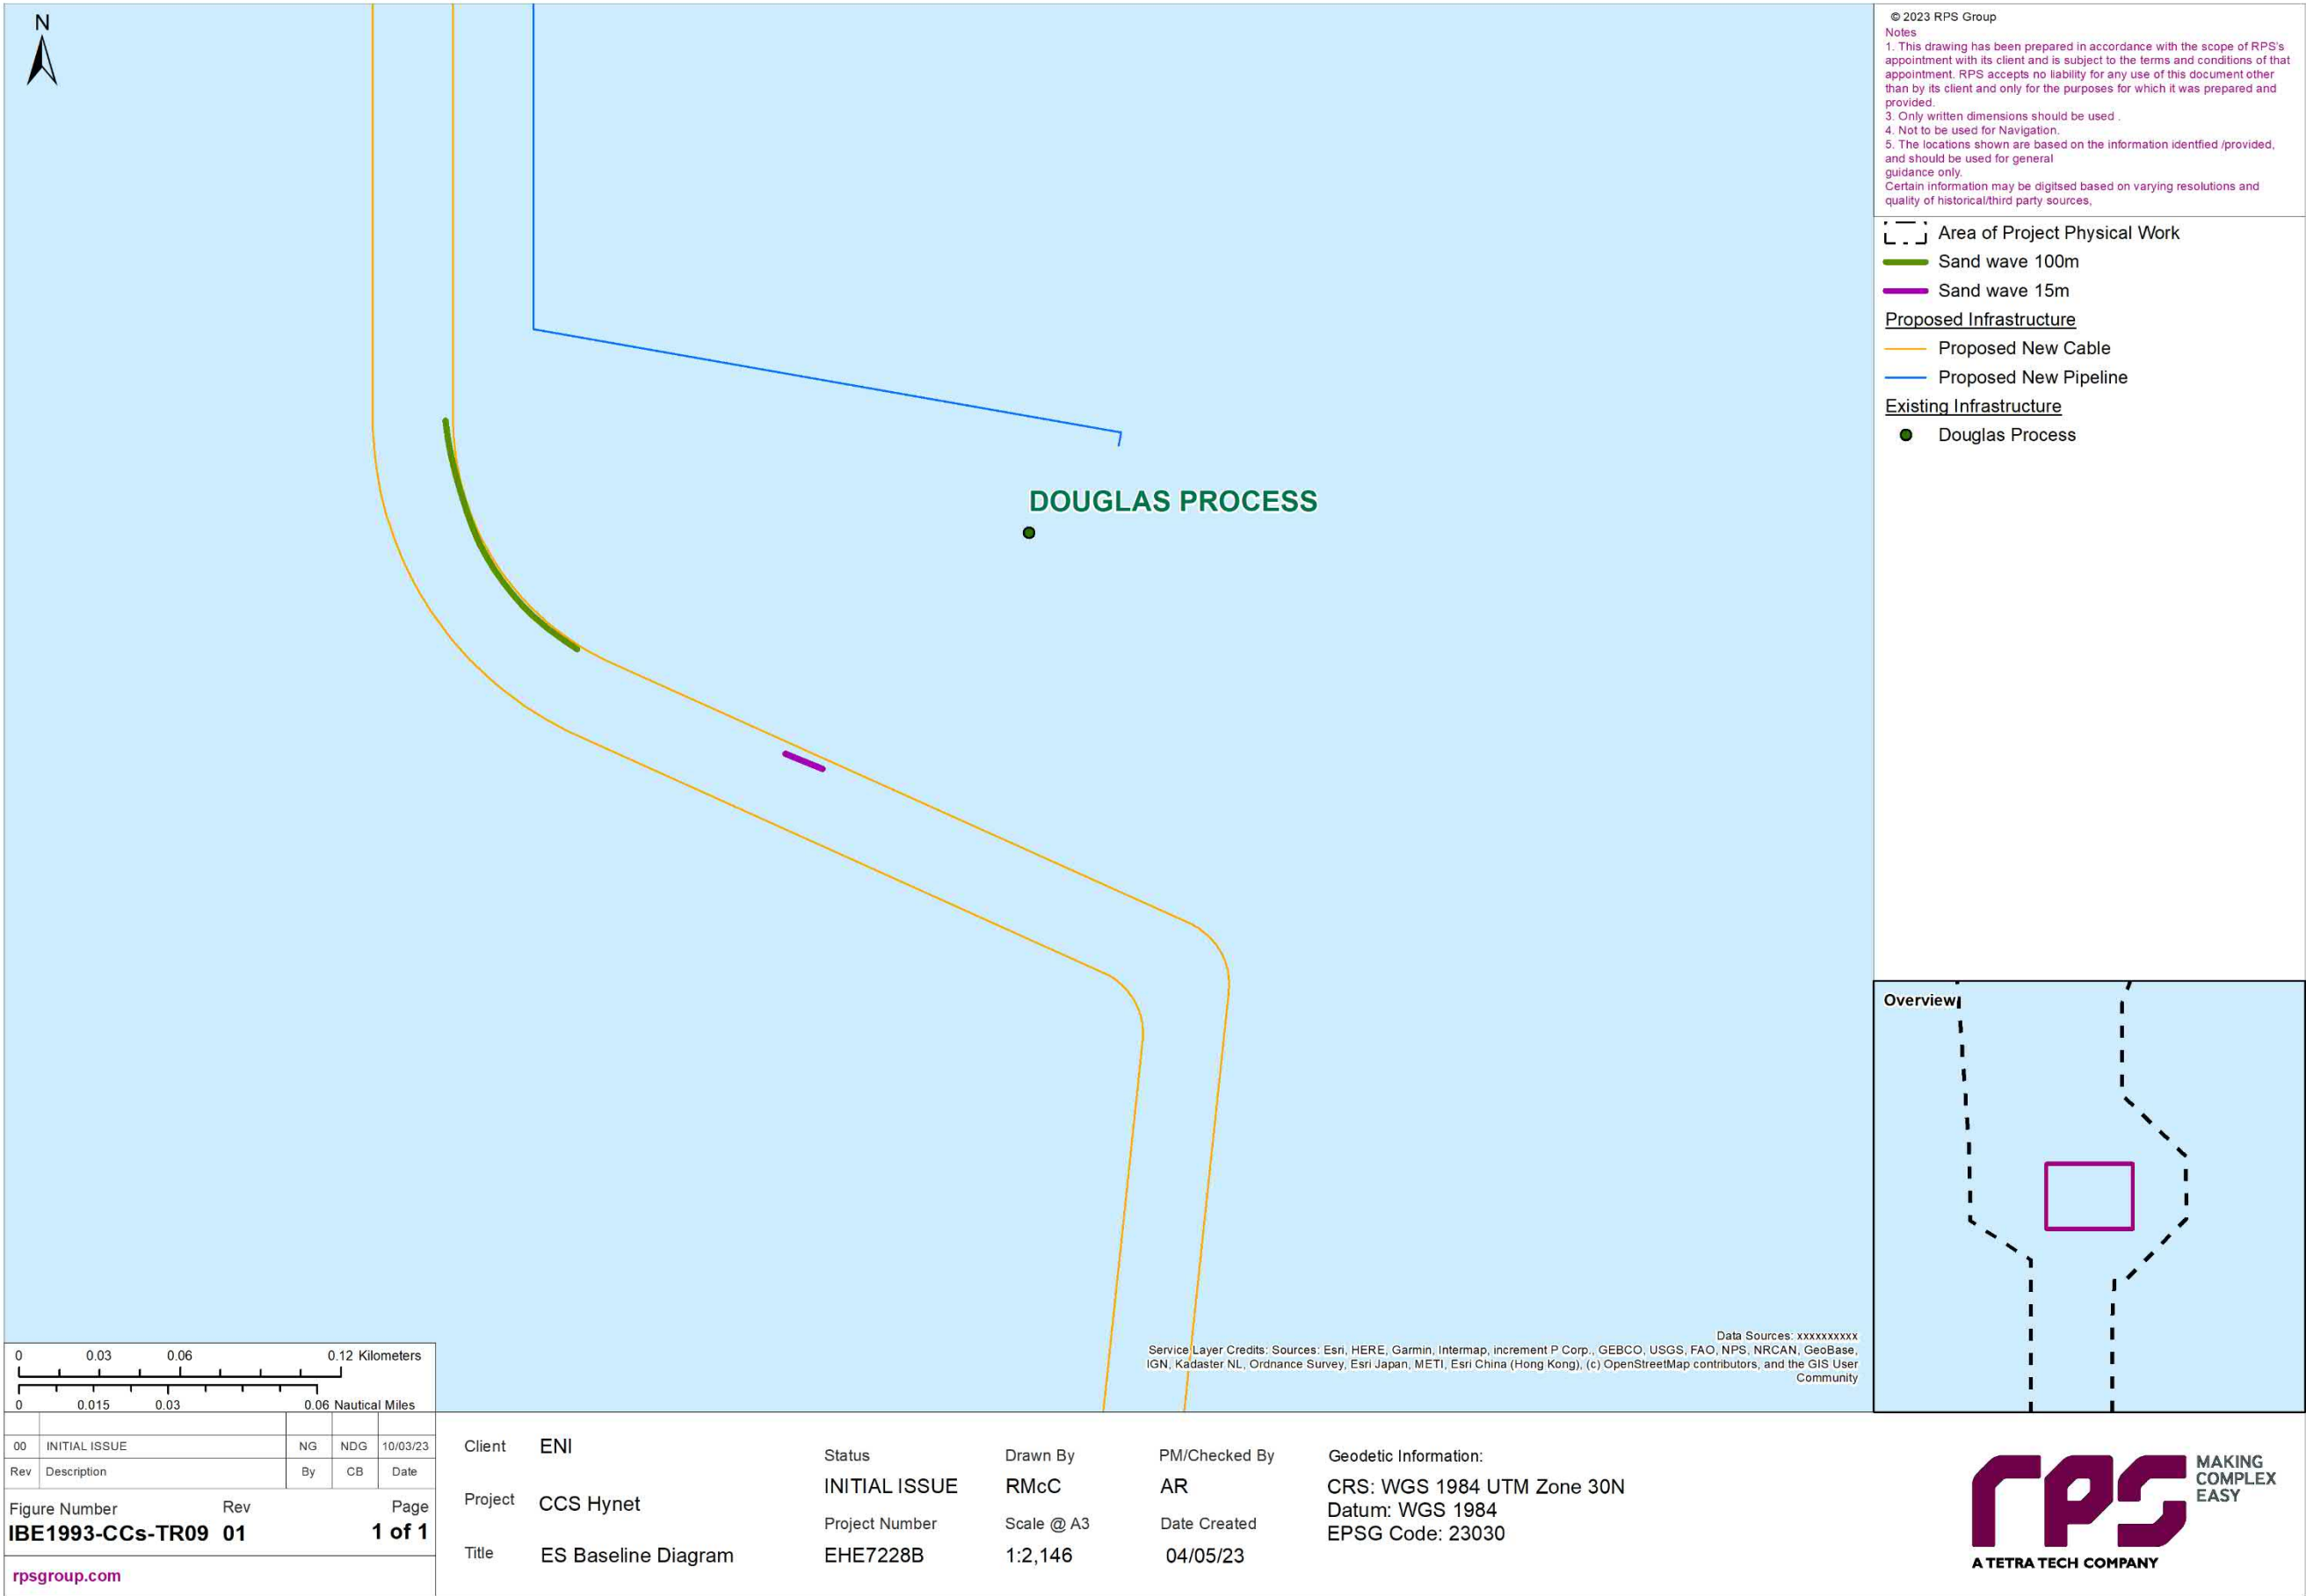 N
DOUGLAS PROCESS
© 2023 RPS Group
Notes
1. This drawing has been prepared in accordance with the scope of RPS's
appointment with its client and is subject to the terms and conditions of that
appointment. RPS accepts no liability for any use of this document other
than by its client and only for the purposes for which it was prepared and
provided.
3. Only written dimensions should be used .
4. Not to be used for Navigation.
5. The locations shown are based on the information identfied /provided,
and should be used for general
guidance only.
Certain information may be digitsed based on varying resolutions and
quality of historical/third party sources,
Area of Project Physical Work
Sand wave 100m
Sand wave 15m
Proposed Infrastructure
Proposed New Cable
Proposed New Pipeline
Existing Infrastructure
Douglas Process
Overview
Data Sources: xxxxxxxxxx
Service Layer Credits: Sources: Esri, HERE, Garmin, Intermap, increment P Corp., GEBCO, USGS, FAO, NPS, NRCAN, GeoBase,
IGN, Kadaster NL, Ordnance Survey, Esri Japan, METI, Esri China (Hong Kong), (c) OpenStreetMap contributors, and the GIS User
Community
0 0.03 0.06 0.12 Kilometers
0 0.015 0.03 0.06 Nautical Miles
00 INITIAL ISSUE NG NDG 10/03/23
Rev Description By CB Date
Figure Number Rev Page
IBE1993-CCs-TR09 01 1 of 1
rpsgroup.com
Client ENI
Project CCS Hynet
Title ES Baseline Diagram
Status Drawn By PM/Checked By
INITIAL ISSUE RMcC AR
Project Number Scale @ A3 Date Created
EHE7228B 1:2,146 04/05/23
Geodetic Information:
CRS: WGS 1984 UTM Zone 30N
Datum: WGS 1984
EPSG Code: 23030
rps
MAKING
COMPLEX
EASY
A TETRA TECH COMPANY